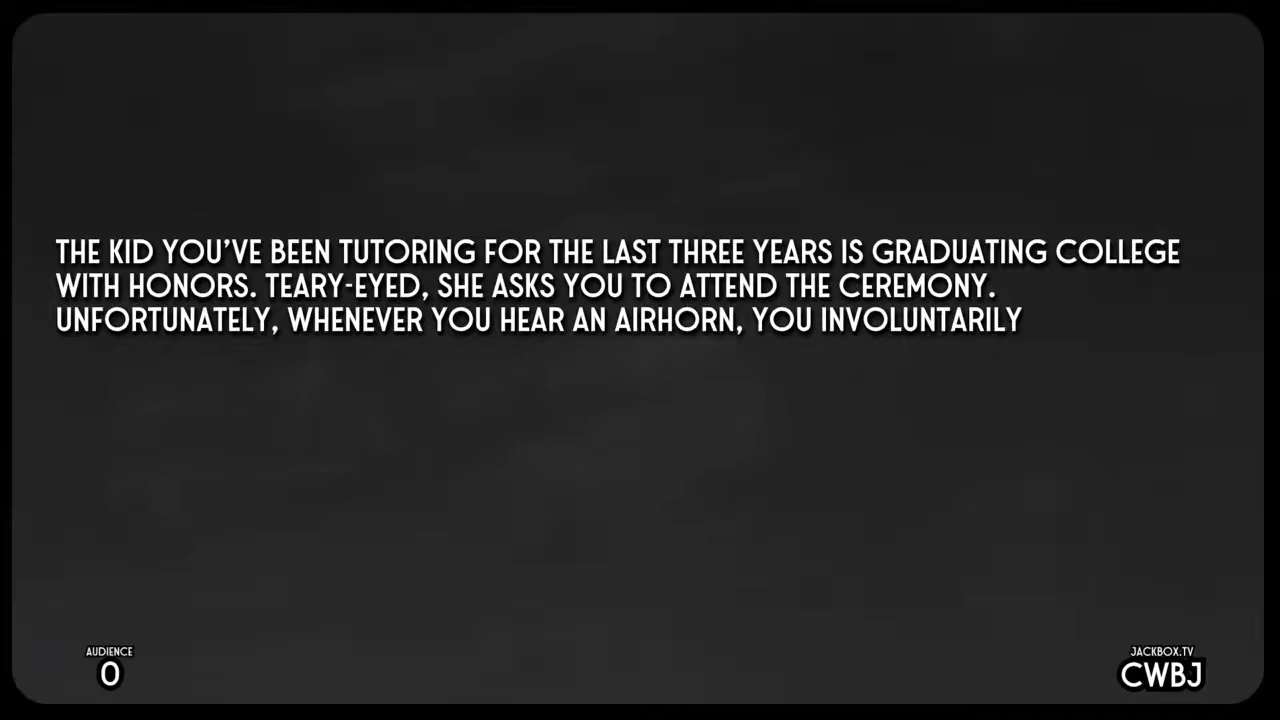 THE KID YOU'VE BEEN TUTORING FOR THE LAST THREE YEARS IS GRADUATING COLLEGE
WITH HONORS. TEARY-EYED, SHE ASKS YOU TO ATTEND THE CEREMONY.
UNFORTUNATELY, WHENEVER YOU HEAR AN AIRHORN, YOU INVOLUNTARILY
AUDIENCE
0
JACKBOX.TV
CWBJ